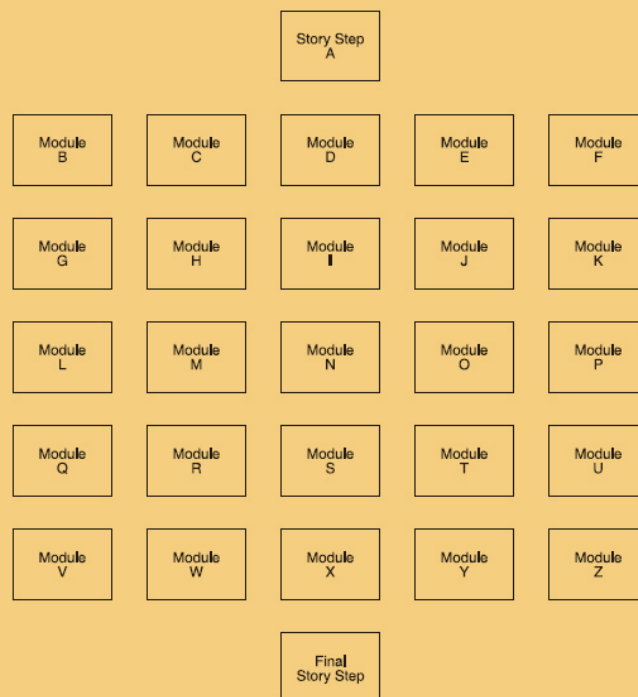 Story Step
A
Module
B
Module
C
Module
D
Module
E
Module
F
Module
G
Module
H
Module
I
Module
J
Module
K
Module
L
Module
M
Module
N
Module
O
Module
P
Module
Q
Module
R
Module
S
Module
T
Module
U
Module
V
Module
W
Module
X
Module
Y
Module
Z
Final
Story Step